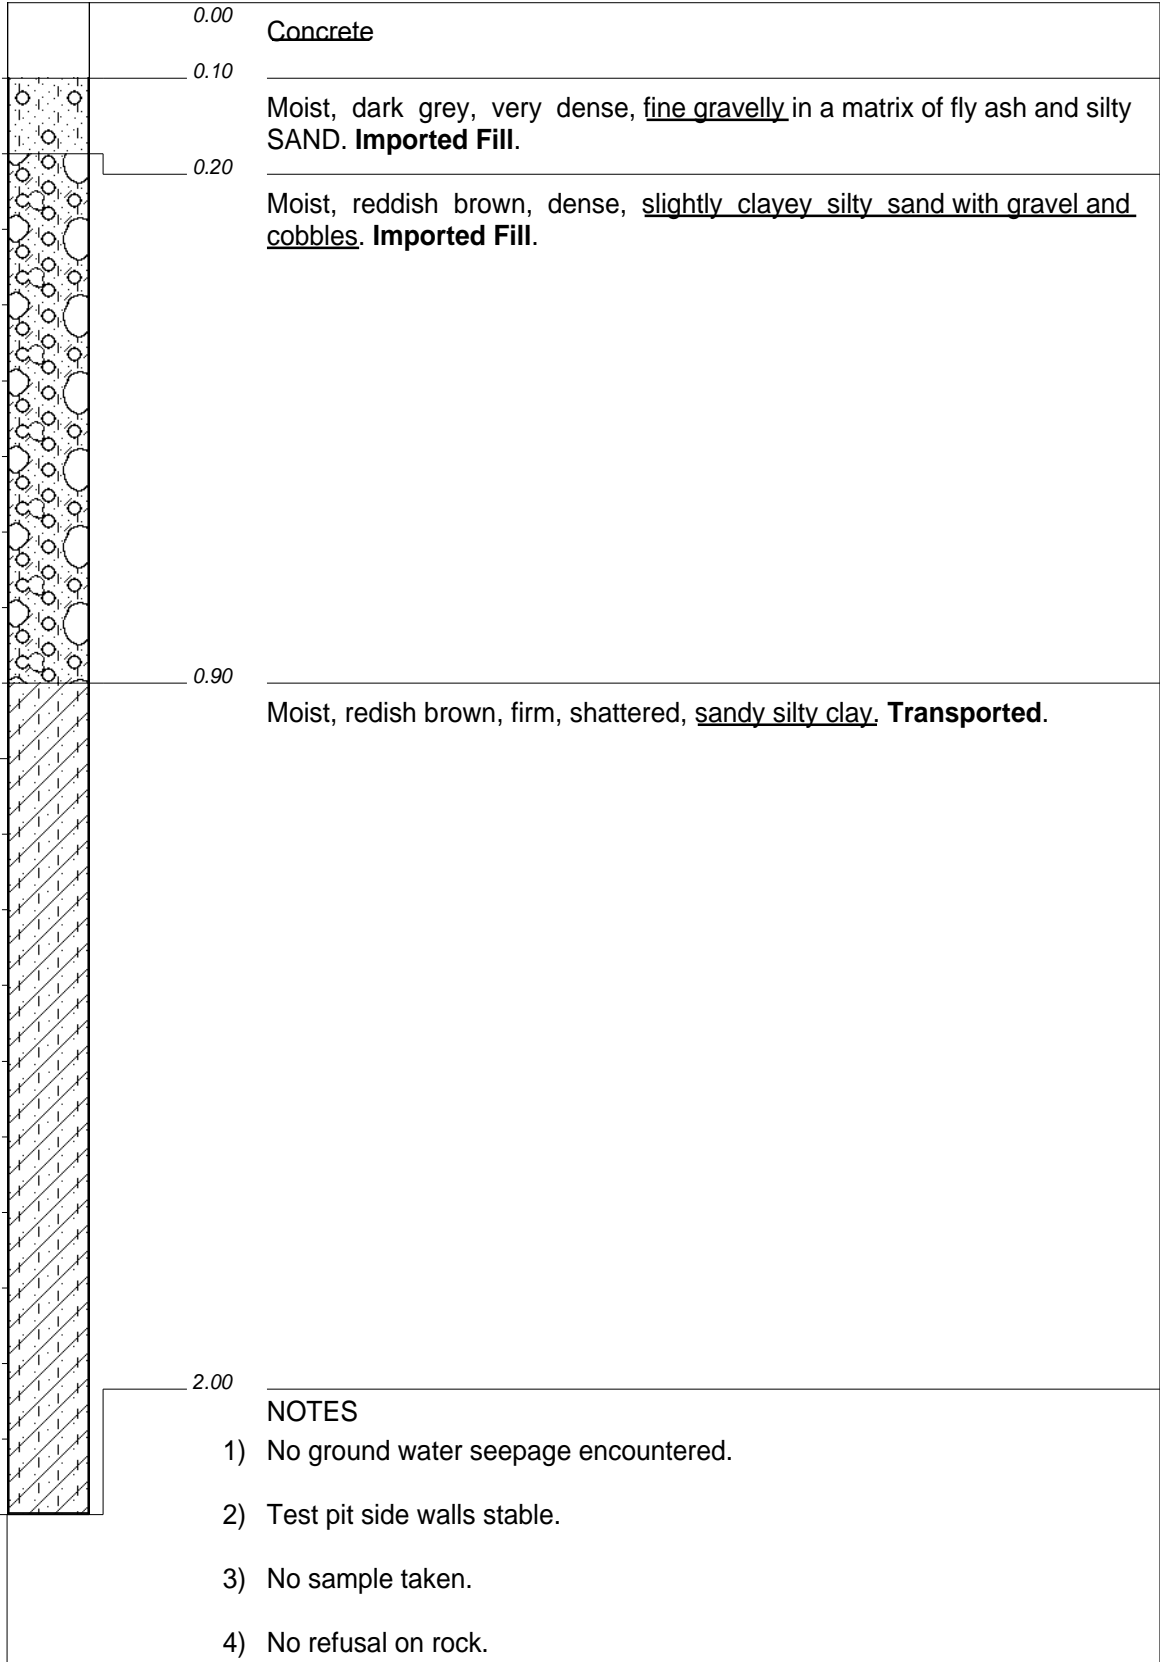 0.00
Concrete
0.10
Moist, dark grey, very dense, fine gravelly in a matrix of fly ash and silty
SAND. Imported Fill.
0.20
Moist, reddish brown, dense, slightly clayey silty sand with gravel and
cobbles. Imported Fill.
0.90
Moist, redish brown, firm, shattered, sandy silty clay. Transported.
2.00
NOTES
1) No ground water seepage encountered.
2) Test pit side walls stable.
3) No sample taken.
4) No refusal on rock.